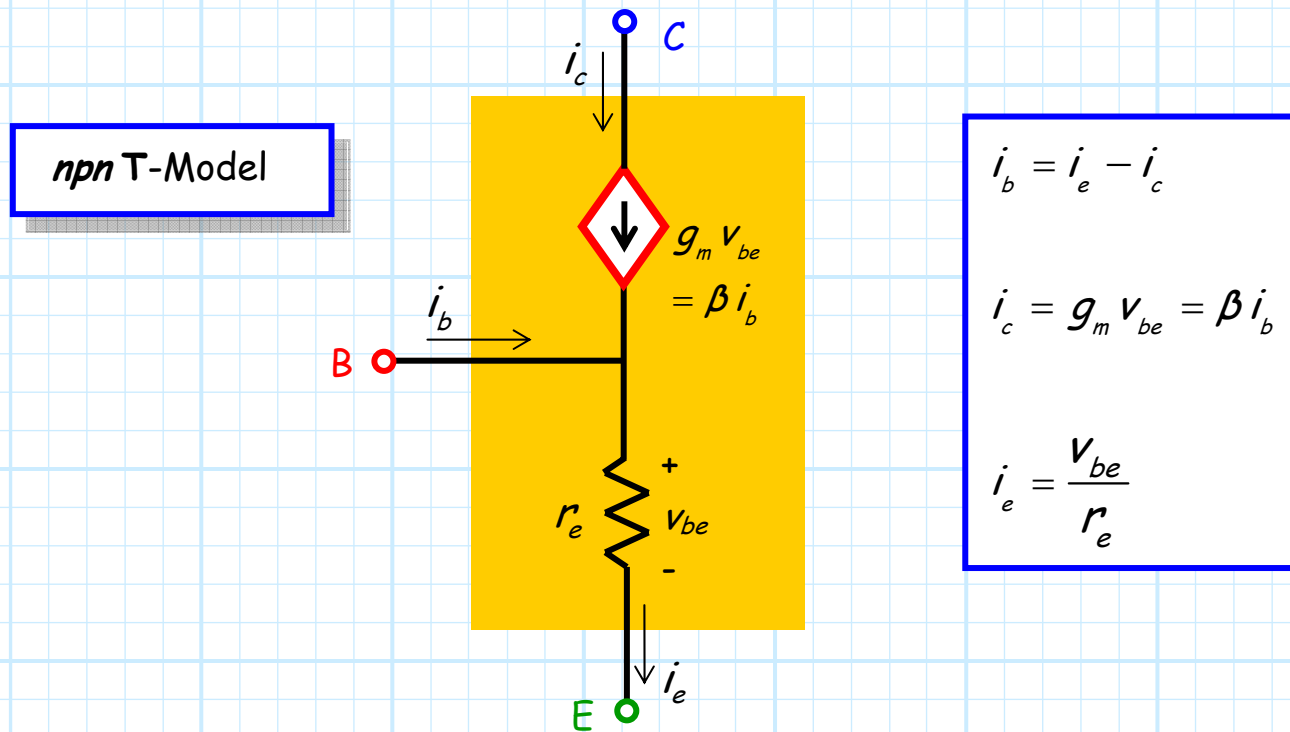 C
i_c
npn T-Model
g_m v_be
= β i_b
i_b
B
+
r_e
v_be
-
i_e
E
i_b = i_e − i_c
i_c = g_m v_be = β i_b
i_e = v_be / r_e